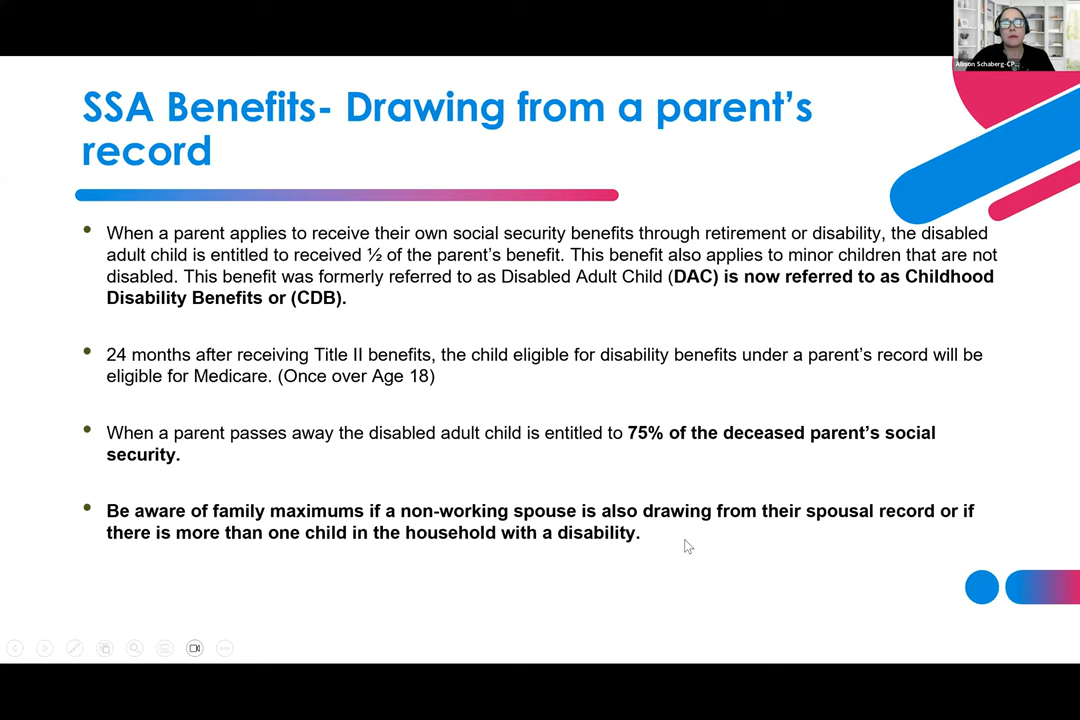 Allison Schaberg-CP...
SSA Benefits- Drawing from a parent's
record
• When a parent applies to receive their own social security benefits through retirement or disability, the disabled
adult child is entitled to received ½ of the parent's benefit. This benefit also applies to minor children that are not
disabled. This benefit was formerly referred to as Disabled Adult Child (DAC) is now referred to as Childhood
Disability Benefits or (CDB).
• 24 months after receiving Title II benefits, the child eligible for disability benefits under a parent's record will be
eligible for Medicare. (Once over Age 18)
• When a parent passes away the disabled adult child is entitled to 75% of the deceased parent's social
security.
• Be aware of family maximums if a non-working spouse is also drawing from their spousal record or if
there is more than one child in the household with a disability.